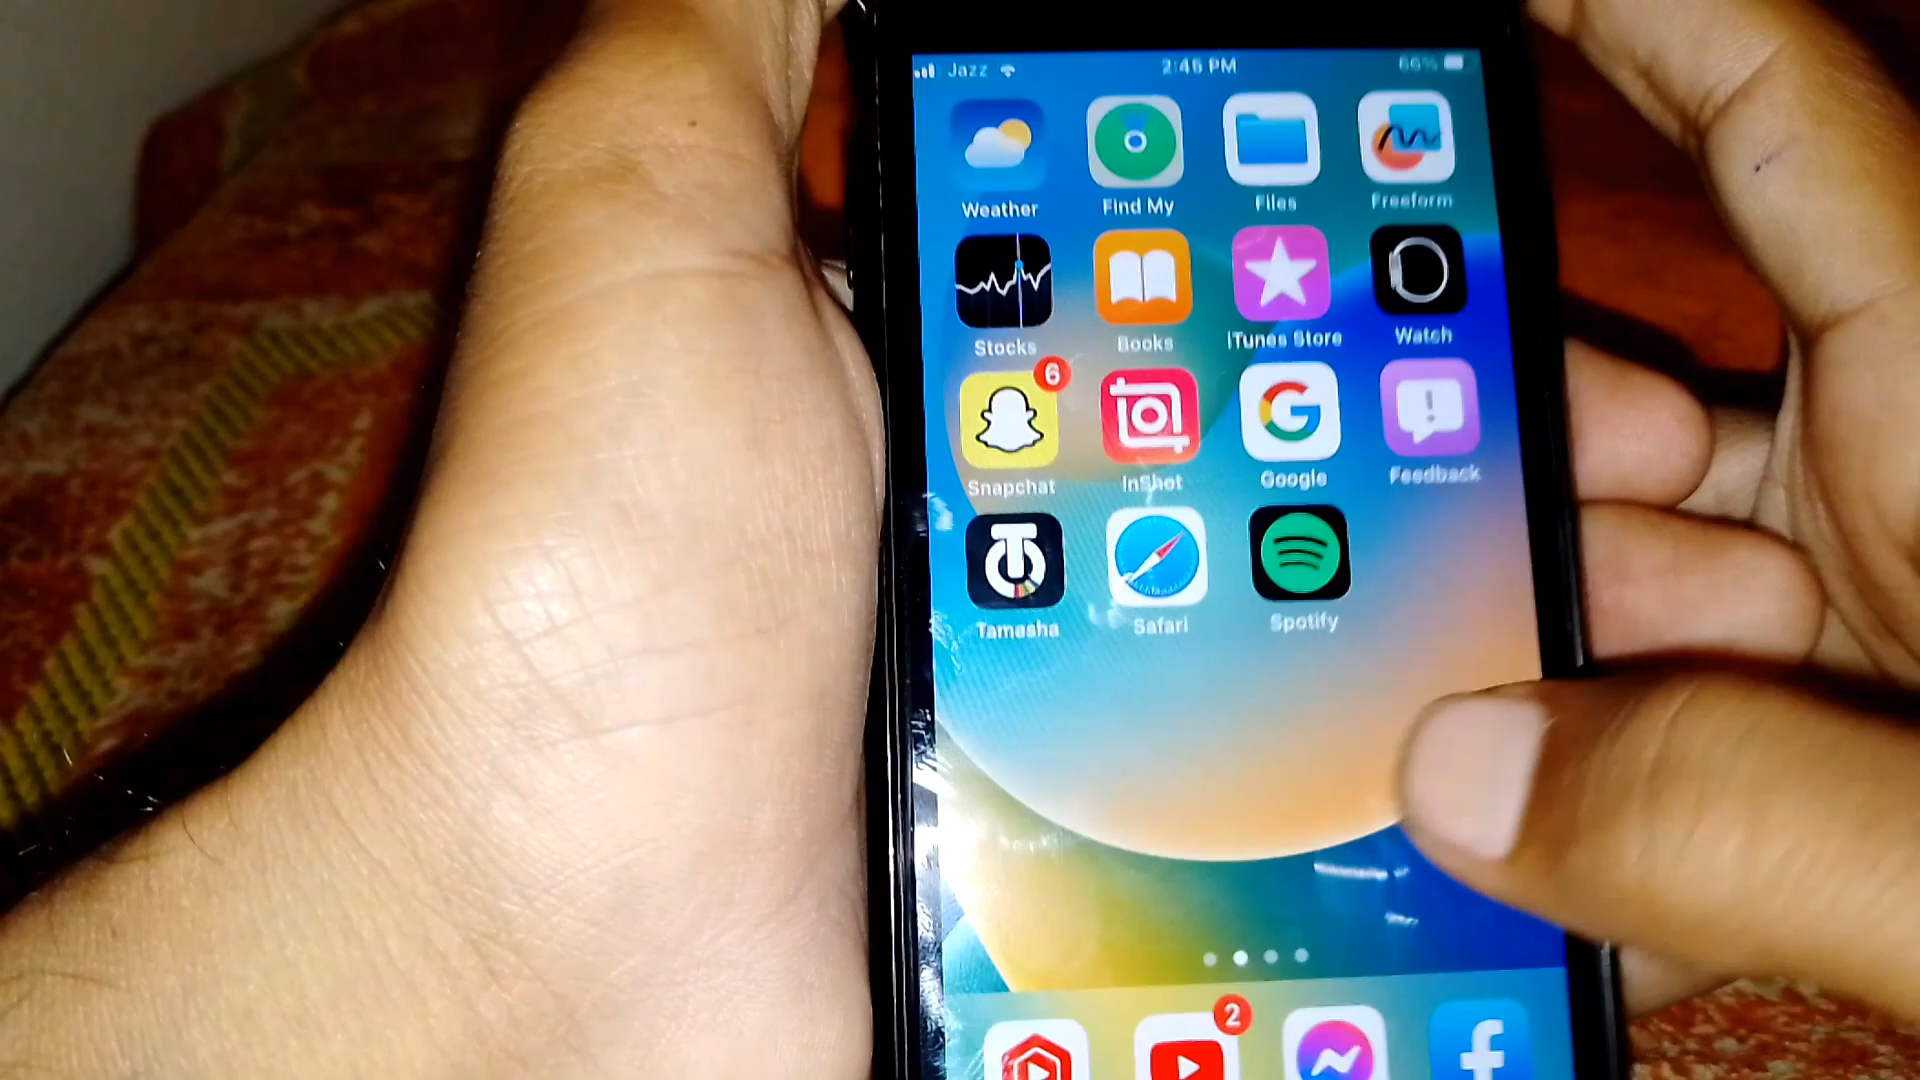 Jazz 2:45 PM 66%
Weather Find My Files Freeform
Stocks Books iTunes Store Watch
6
Snapchat InShot Google Feedback
Tamasha Safari Spotify
2